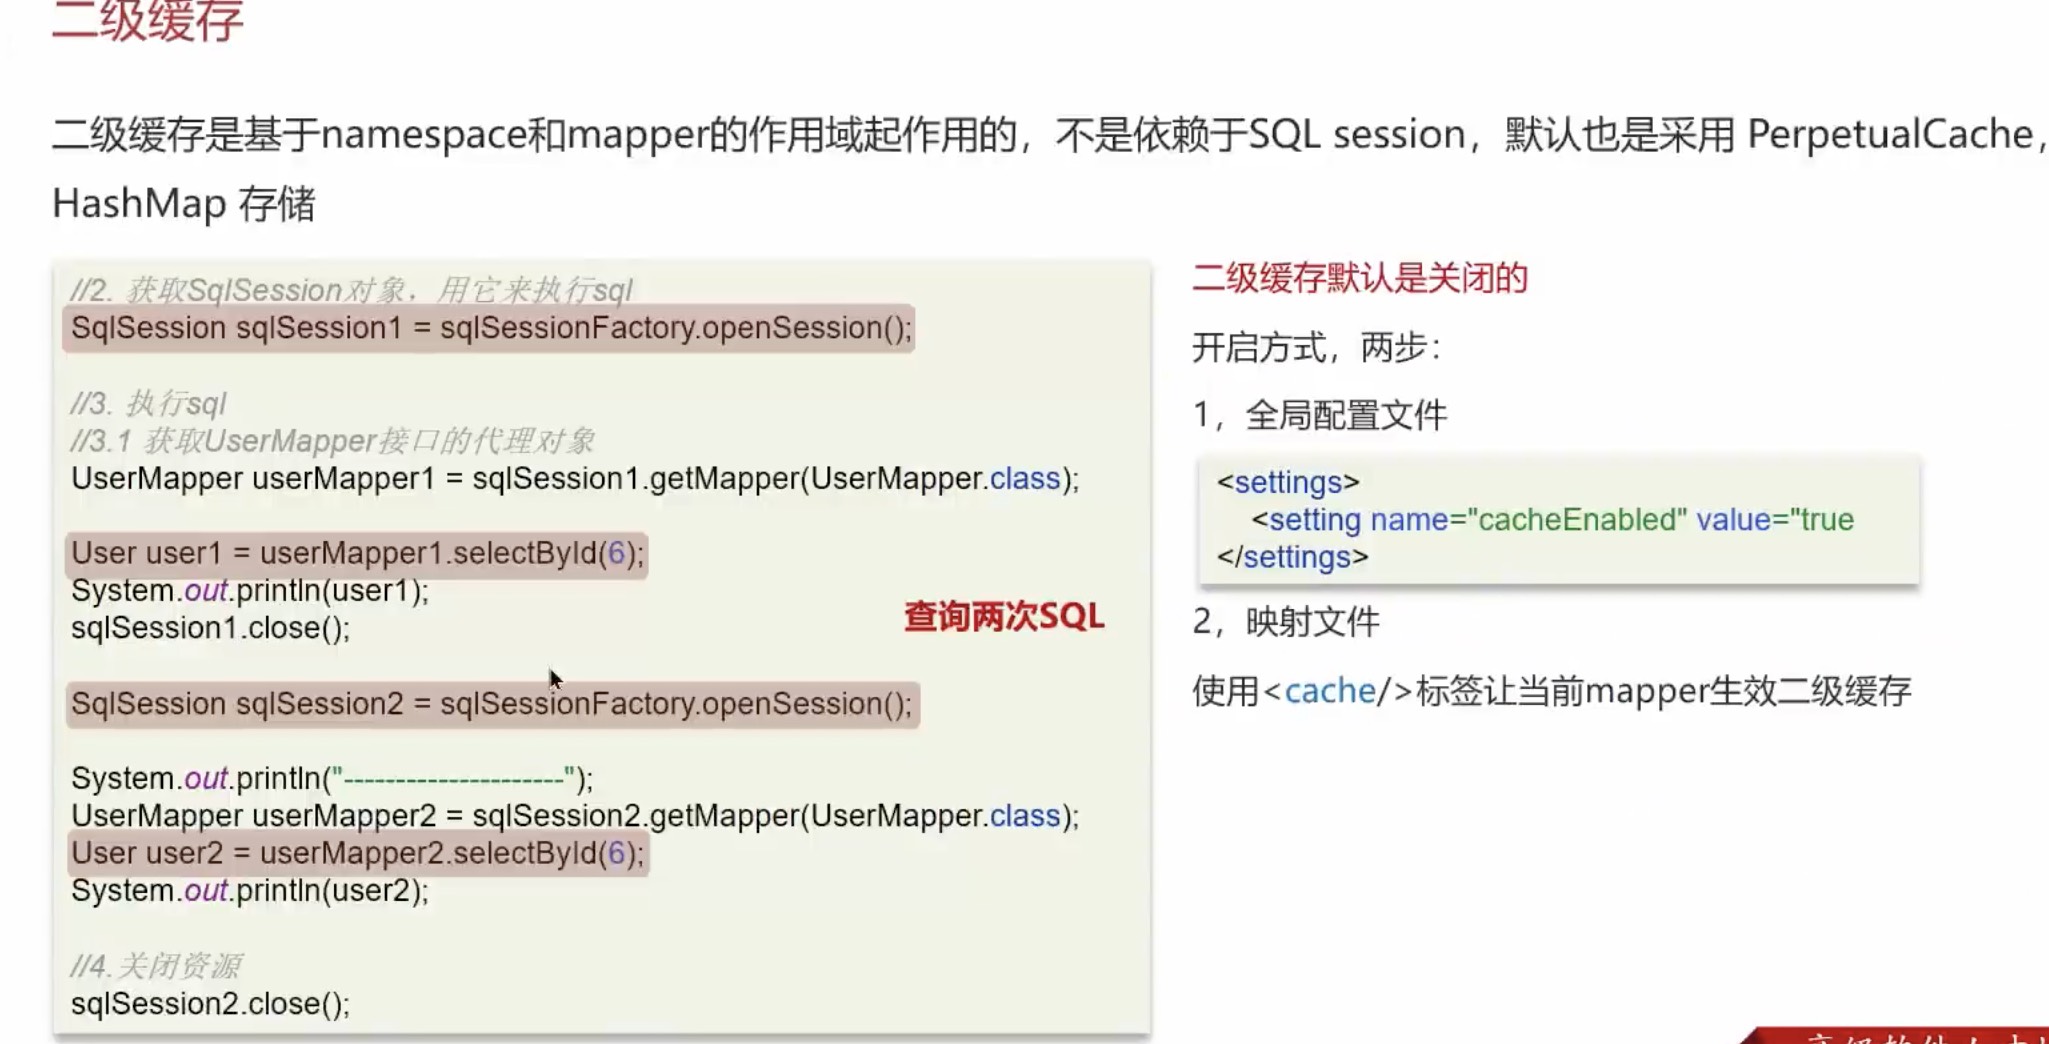 二级缓存
二级缓存是基于namespace和mapper的作用域起作用的，不是依赖于SQL session，默认也是采用 PerpetualCache，
HashMap 存储
//2. 获取SqlSession对象，用它来执行sql
SqlSession sqlSession1 = sqlSessionFactory.openSession();
//3. 执行sql
//3.1 获取UserMapper接口的代理对象
UserMapper userMapper1 = sqlSession1.getMapper(UserMapper.class);
User user1 = userMapper1.selectById(6);
System.out.println(user1);
sqlSession1.close();
查询两次SQL
SqlSession sqlSession2 = sqlSessionFactory.openSession();
System.out.println("---------------------");
UserMapper userMapper2 = sqlSession2.getMapper(UserMapper.class);
User user2 = userMapper2.selectById(6);
System.out.println(user2);
//4.关闭资源
sqlSession2.close();
二级缓存默认是关闭的
开启方式，两步：
1，全局配置文件
<settings>
<setting name="cacheEnabled" value="true
</settings>
2，映射文件
使用<cache/>标签让当前mapper生效二级缓存